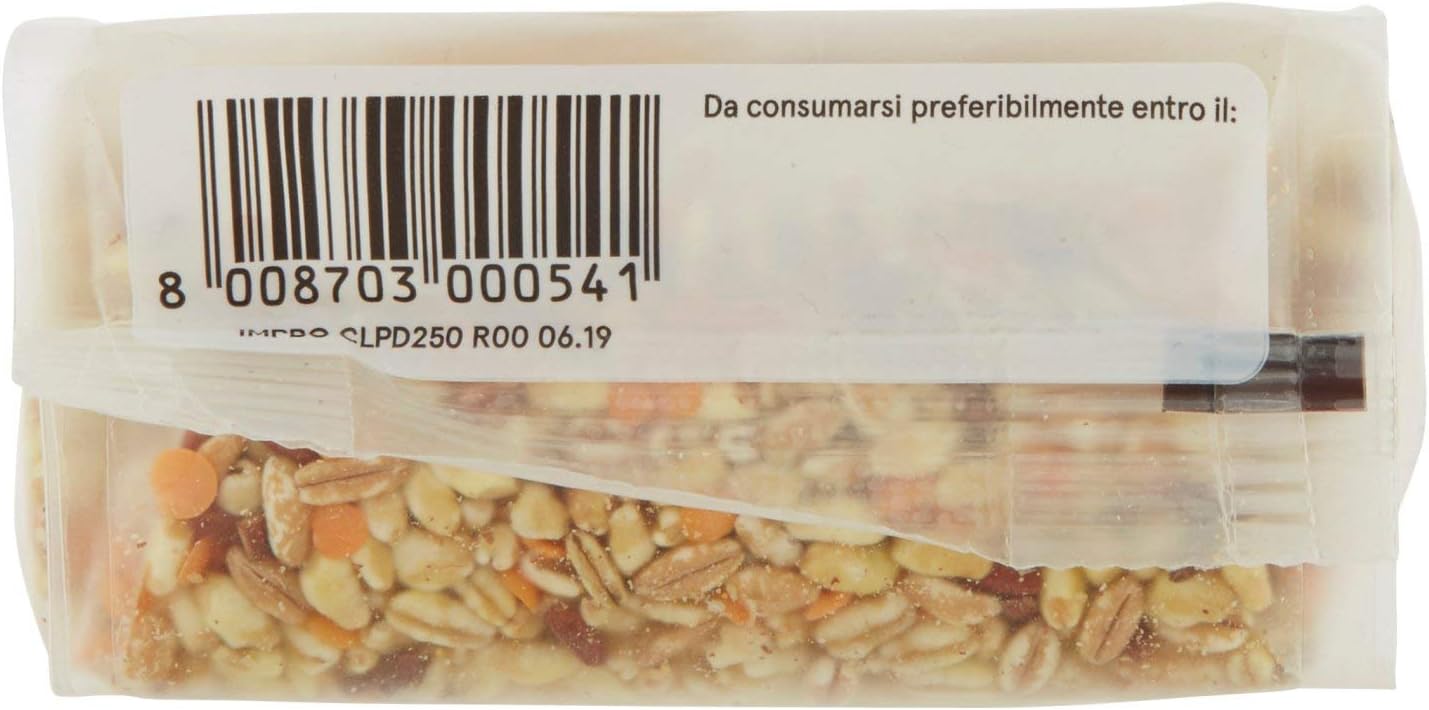 Da consumarsi preferibilmente entro il:
8 008703 000541
SLPD250 R00 06.19